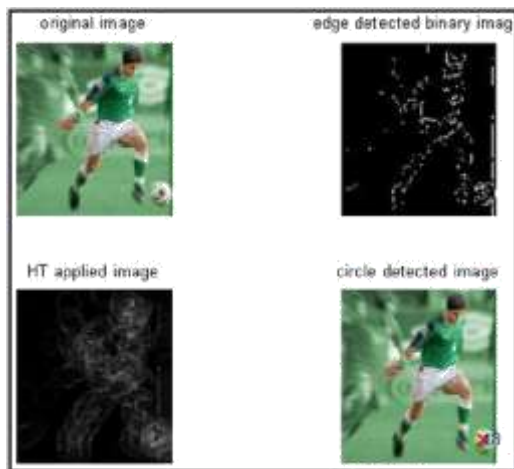 original image
edge detected binary imag
HT applied image
circle detected image